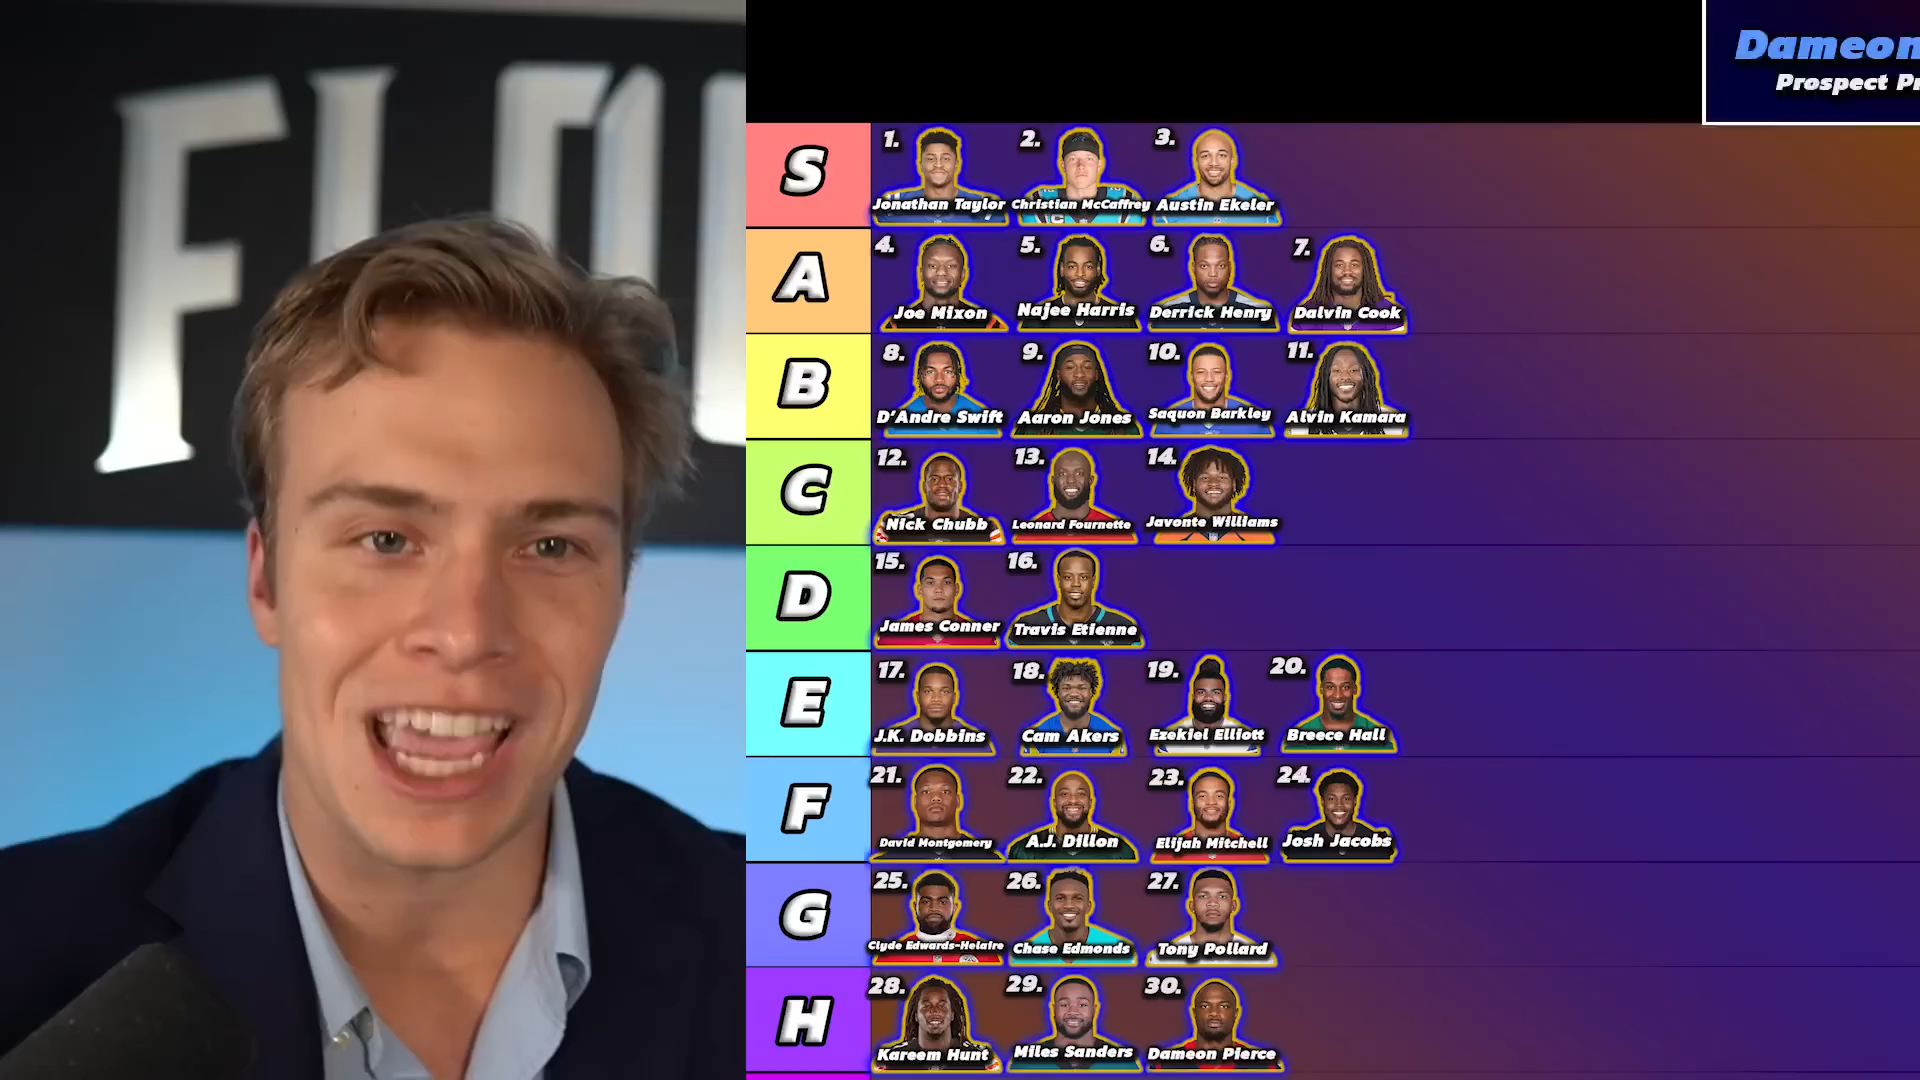 Dameon
Prospect Pr
S
1.
Jonathan Taylor
2.
Christian McCaffrey
3.
Austin Ekeler
A
4.
Joe Mixon
5.
Najee Harris
6.
Derrick Henry
7.
Dalvin Cook
B
8.
D'Andre Swift
9.
Aaron Jones
10.
Saquon Barkley
11.
Alvin Kamara
C
12.
Nick Chubb
13.
Leonard Fournette
14.
Javonte Williams
D
15.
James Conner
16.
Travis Etienne
E
17.
J.K. Dobbins
18.
Cam Akers
19.
Ezekiel Elliott
20.
Breece Hall
F
21.
David Montgomery
22.
A.J. Dillon
23.
Elijah Mitchell
24.
Josh Jacobs
G
25.
Clyde Edwards-Helaire
26.
Chase Edmonds
27.
Tony Pollard
H
28.
Kareem Hunt
29.
Miles Sanders
30.
Dameon Pierce